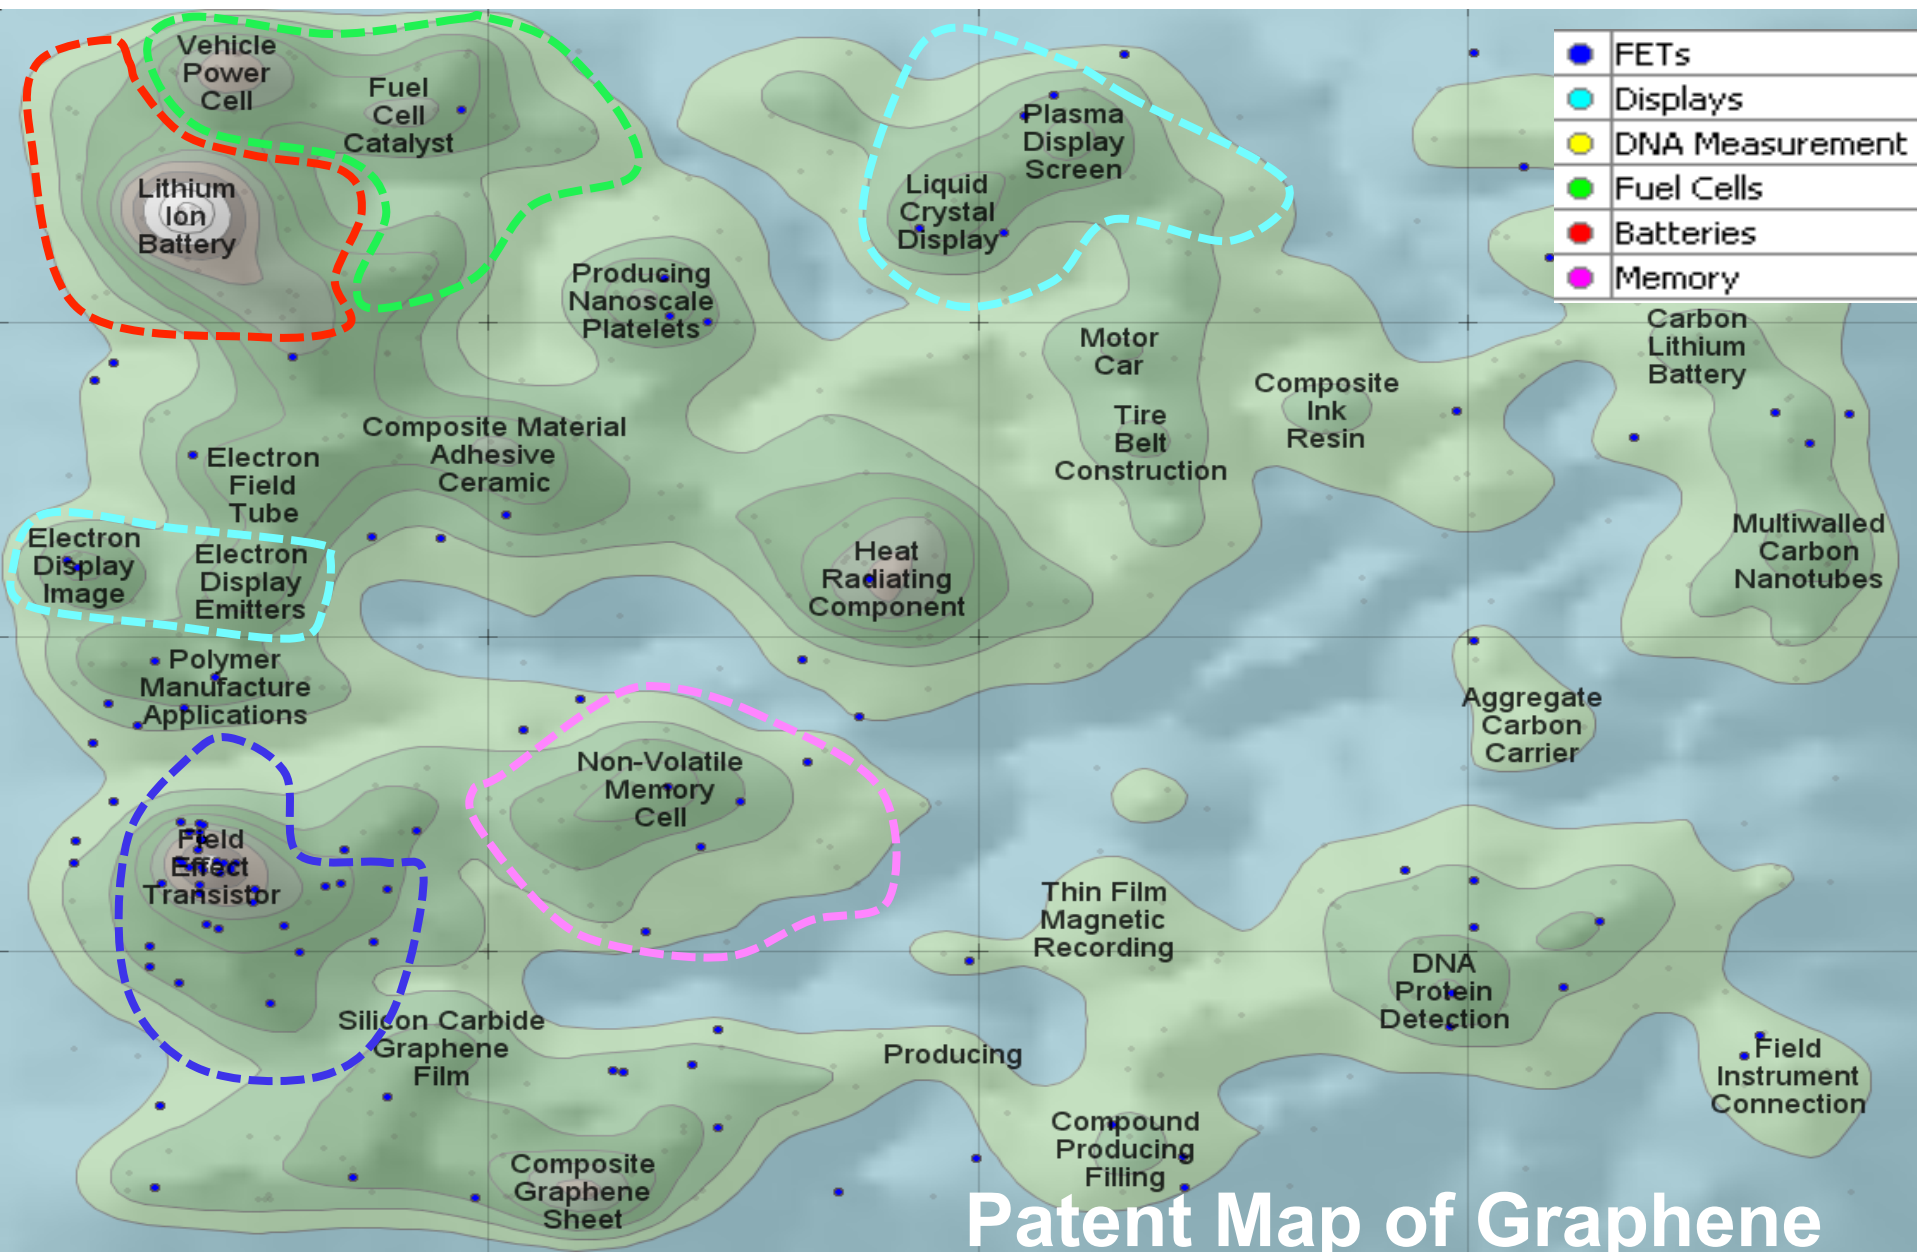 Vehicle
Power
Cell
Fuel
Cell
Catalyst
Lithium
Ion
Battery
Plasma
Display
Screen
Liquid
Crystal
Display
FETs
Displays
DNA Measurement
Fuel Cells
Batteries
Memory
Producing
Nanoscale
Platelets
Motor
Car
Carbon
Lithium
Battery
Composite
Ink
Resin
Tire
Belt
Construction
Composite Material
Adhesive
Ceramic
Electron
Field
Tube
Electron
Display
Image
Electron
Display
Emitters
Heat
Radiating
Component
Multiwalled
Carbon
Nanotubes
Polymer
Manufacture
Applications
Aggregate
Carbon
Carrier
Non-Volatile
Memory
Cell
Field
Effect
Transistor
Thin Film
Magnetic
Recording
DNA
Protein
Detection
Silicon Carbide
Graphene
Film
Producing
Field
Instrument
Connection
Compound
Producing
Filling
Composite
Graphene
Sheet
Patent Map of Graphene